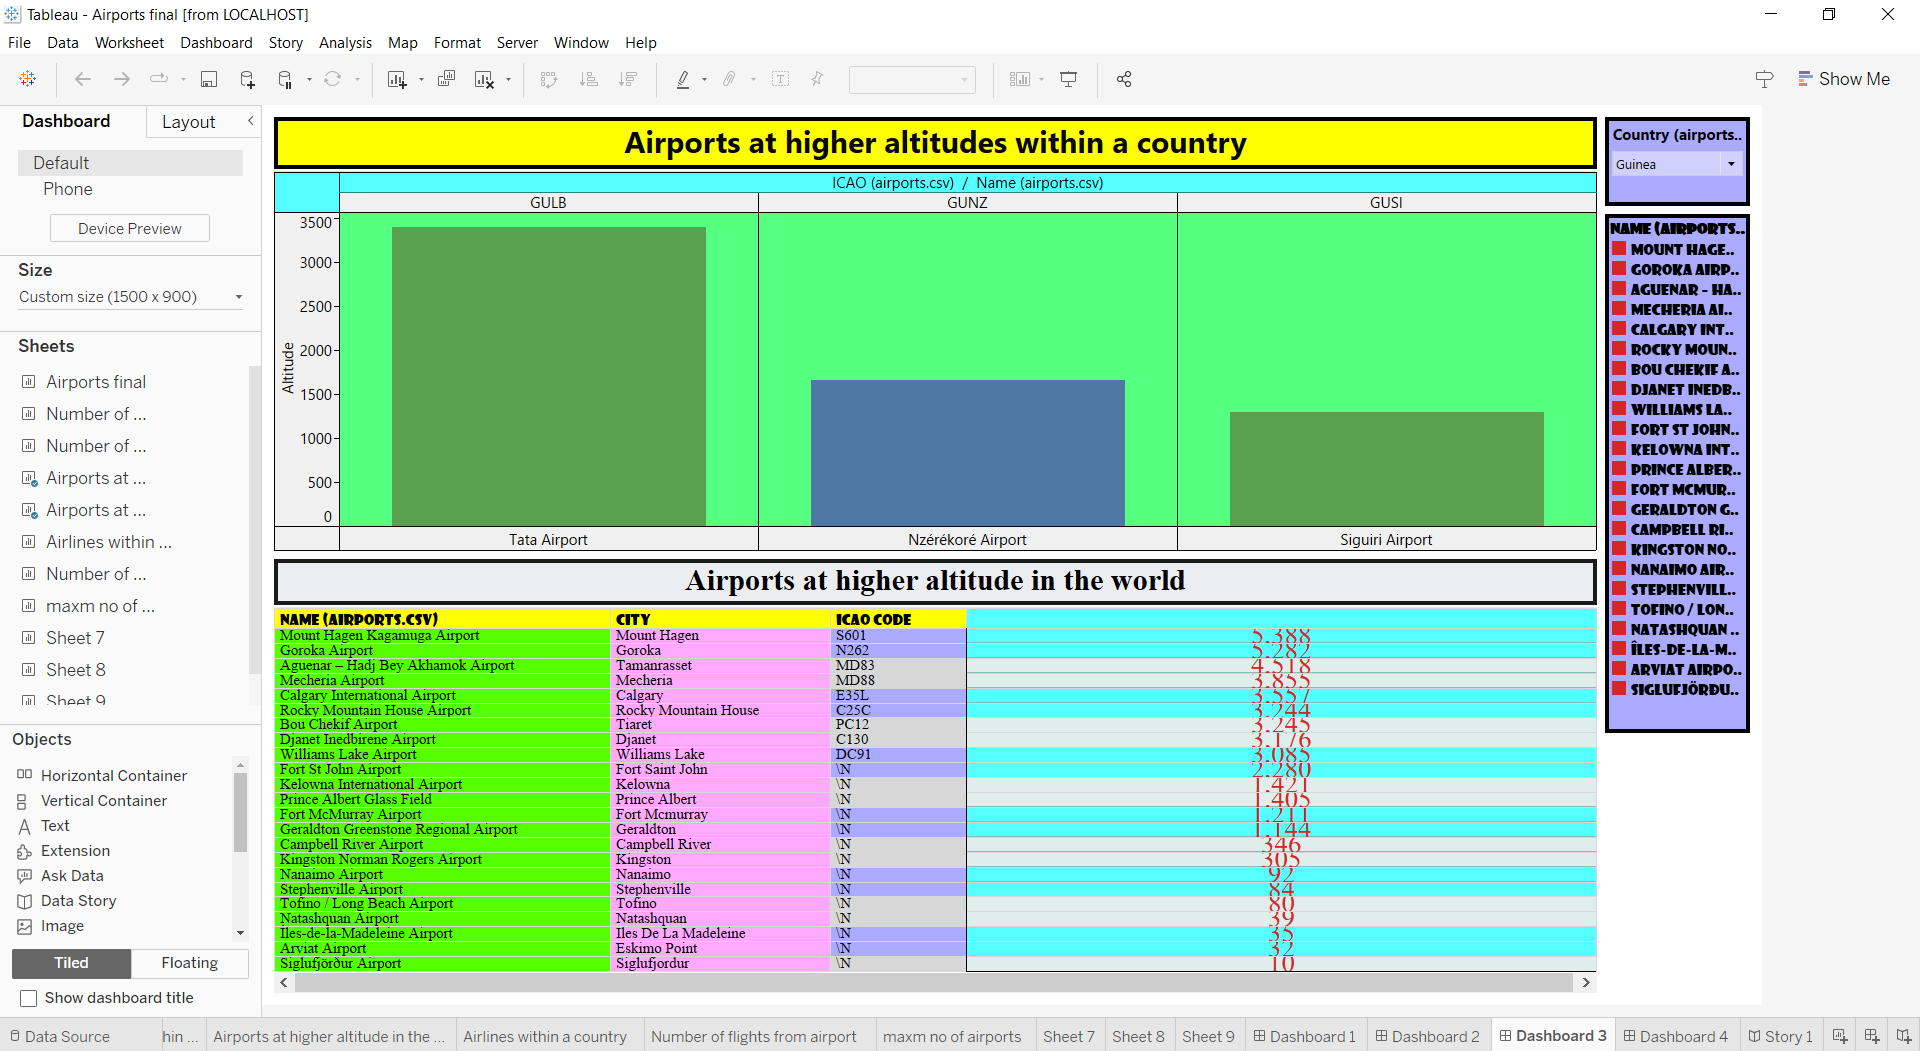 Tableau - Airports final [from LOCALHOST]
File Data Worksheet Dashboard Story Analysis Map Format Server Window Help
Show Me
Dashboard Layout
Default
Phone
Device Preview
Size
Custom size (1500 x 900)
Sheets
Airports final
Number of ...
Number of ...
Airports at ...
Airports at ...
Airlines within ...
Number of ...
maxm no of ...
Sheet 7
Sheet 8
Sheet 9
Objects
Horizontal Container
Vertical Container
Text
Extension
Ask Data
Data Story
Image
Tiled Floating
Show dashboard title
Airports at higher altitudes within a country
ICAO (airports.csv) / Name (airports.csv)
GULB GUNZ GUSI
Altitude
3500
3000
2500
2000
1500
1000
500
0
Tata Airport Nzérékoré Airport Siguiri Airport
Airports at higher altitude in the world
NAME (AIRPORTS.CSV) CITY ICAO CODE
Mount Hagen Kagamuga Airport Mount Hagen S601 5,388
Goroka Airport Goroka N262 5,282
Aguenar – Hadj Bey Akhamok Airport Tamanrasset MD83 4,518
Mecheria Airport Mecheria MD88 3,855
Calgary International Airport Calgary E35L 3,557
Rocky Mountain House Airport Rocky Mountain House C25C 3,244
Bou Chekif Airport Tiaret PC12 3,245
Djanet Inedbirene Airport Djanet C130 3,176
Williams Lake Airport Williams Lake DC91 3,085
Fort St John Airport Fort Saint John \N 2,280
Kelowna International Airport Kelowna \N 1,421
Prince Albert Glass Field Prince Albert \N 1,405
Fort McMurray Airport Fort Mcmurray \N 1,211
Geraldton Greenstone Regional Airport Geraldton \N 1,144
Campbell River Airport Campbell River \N 346
Kingston Norman Rogers Airport Kingston \N 305
Nanaimo Airport Nanaimo \N 92
Stephenville Airport Stephenville \N 84
Tofino / Long Beach Airport Tofino \N 80
Natashquan Airport Natashquan \N 39
Îles-de-la-Madeleine Airport Iles De La Madeleine \N 35
Arviat Airport Eskimo Point \N 32
Siglufjörður Airport Siglufjordur \N 10
Country (airports..
Guinea
NAME (AIRPORTS..
MOUNT HAGE..
GOROKA AIRP..
AGUENAR – HA..
MECHERIA AI..
CALGARY INT..
ROCKY MOUN..
BOU CHEKIF A..
DJANET INEDB..
WILLIAMS LA..
FORT ST JOHN..
KELOWNA INT..
PRINCE ALBER..
FORT MCMUR..
GERALDTON G..
CAMPBELL RI..
KINGSTON NO..
NANAIMO AIR..
STEPHENVILL..
TOFINO / LON..
NATASHQUAN ..
ÎLES-DE-LA-M..
ARVIAT AIRPO..
SIGLUFJÖRÐU..
Data Source hin ... Airports at higher altitude in the ... Airlines within a country Number of flights from airport maxm no of airports Sheet 7 Sheet 8 Sheet 9 Dashboard 1 Dashboard 2 Dashboard 3 Dashboard 4 Story 1